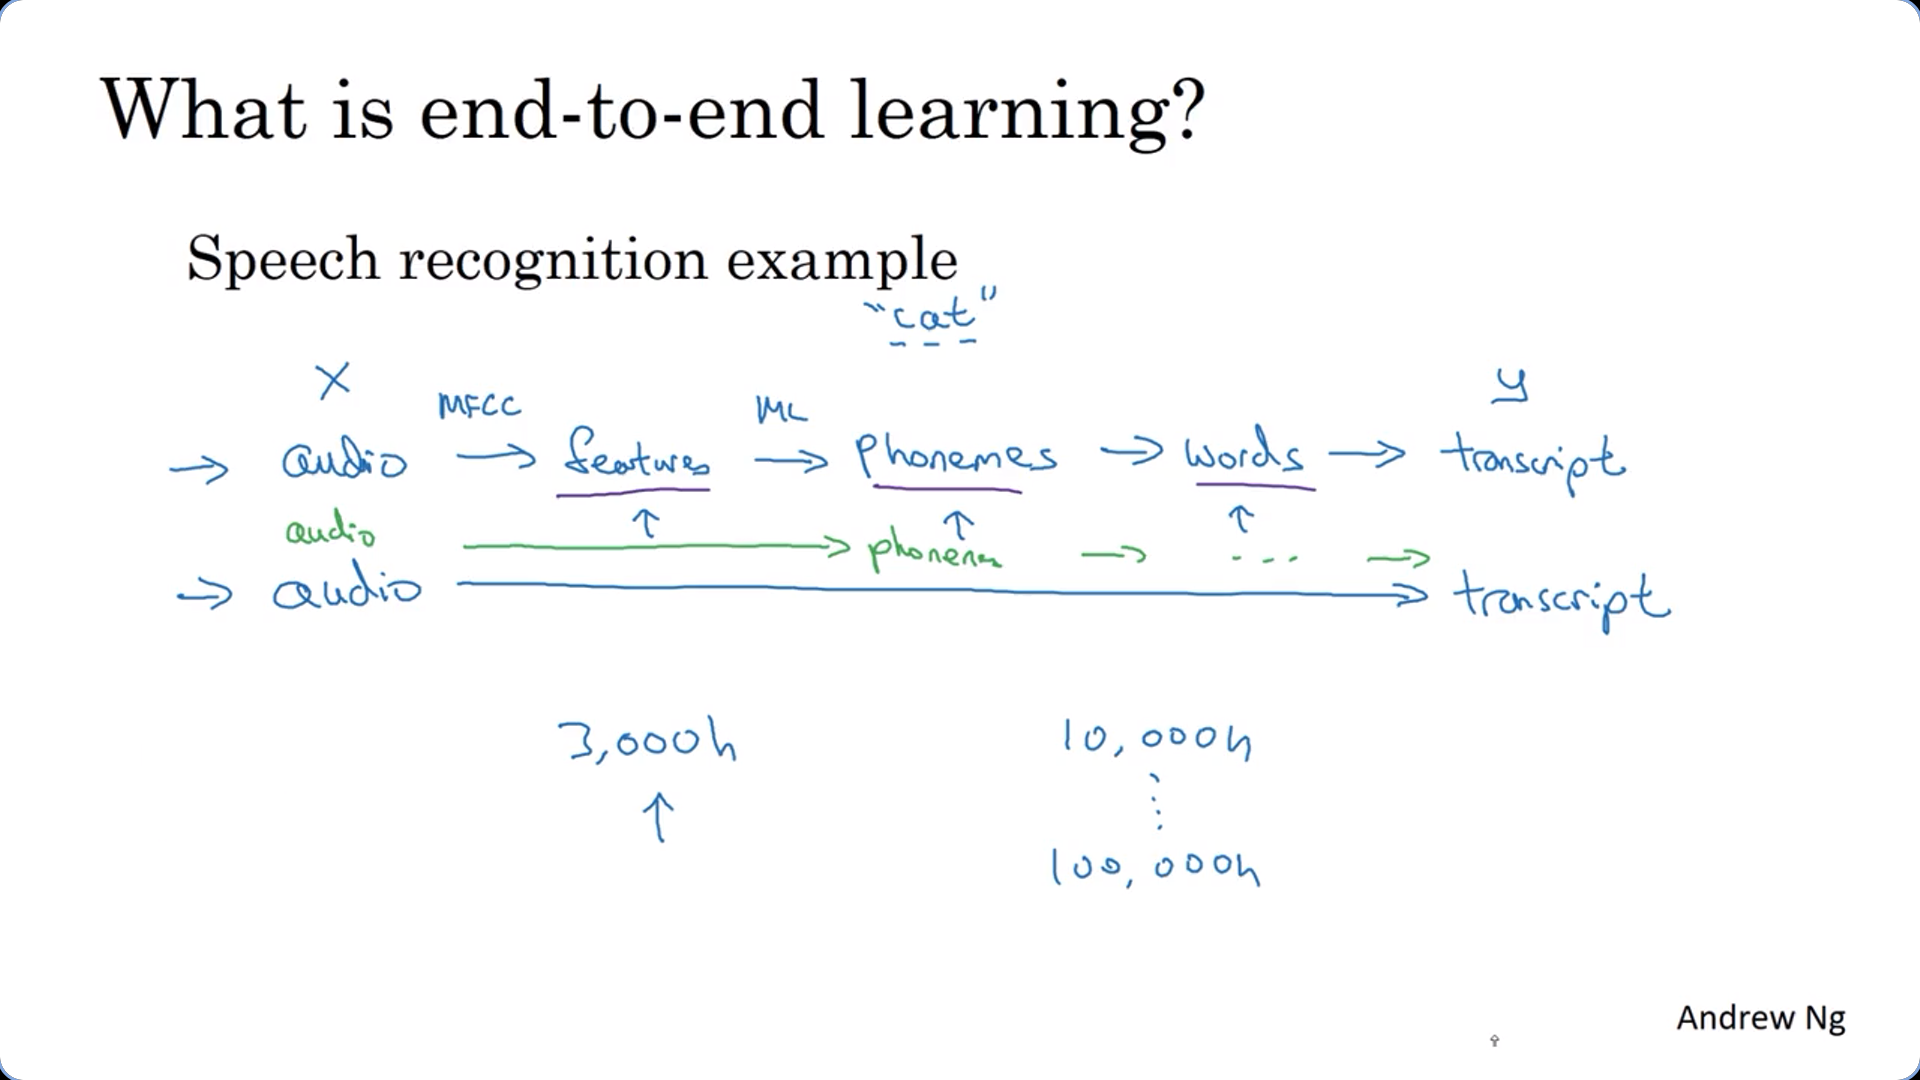 What is end-to-end learning?
Speech recognition example
"cat"
X MFCC ML y
→ audio → features → phonemes → words → transcript
↑ ↑ ↑
audio → phonemes → ... →
→ audio → transcript
3,000h 10,000h
↑ ⋮
100,000h
Andrew Ng